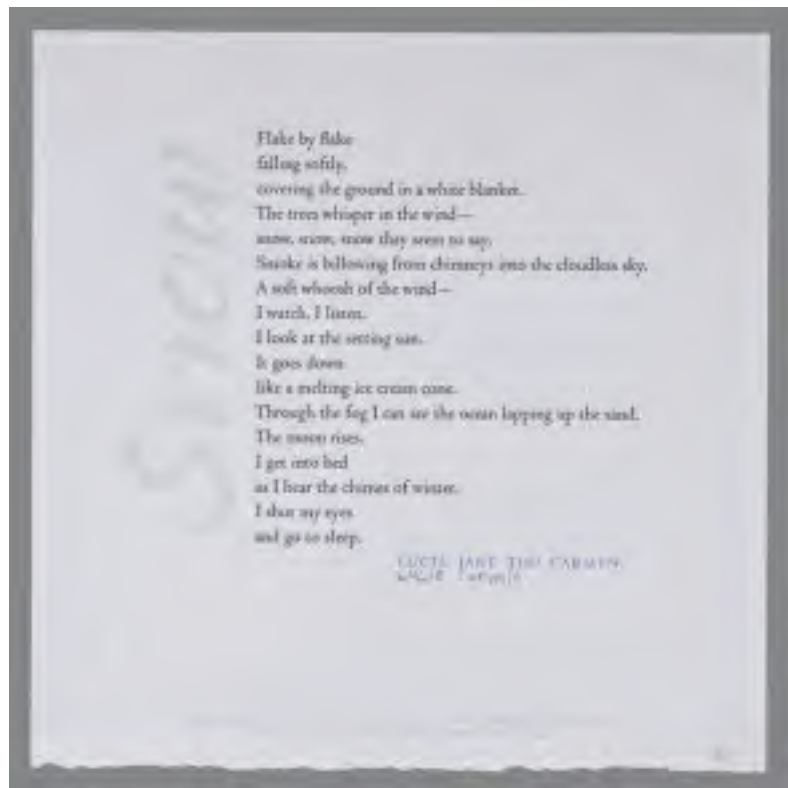 Snow!
Flake by flake
falling softly,
covering the ground in a white blanket.
The trees whisper in the wind—
snow, snow, snow they seem to say.
Smoke is billowing from chimneys into the cloudless sky.
A soft whoosh of the wind—
I watch, I listen.
I look at the setting sun.
It goes down
like a melting ice cream cone.
Through the fog I can see the ocean lapping up the sand.
The moon rises.
I get into bed
as I hear the chimes of winter.
I shut my eyes
and go to sleep.
JANE CARMEN